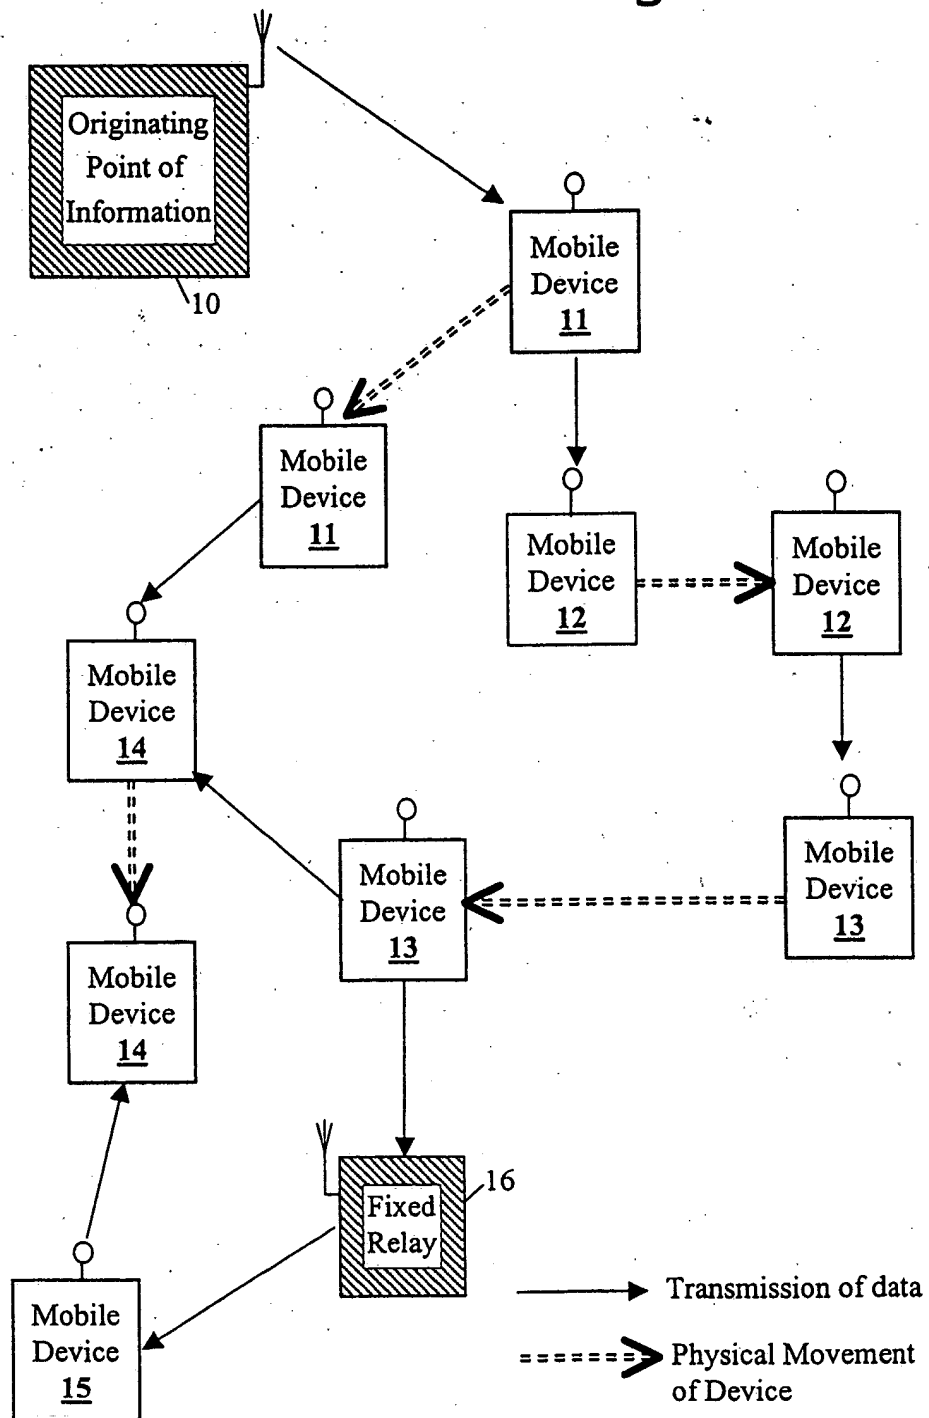 Originating
Point of
Information
10
Mobile
Device
11
Mobile
Device
11
Mobile
Device
12
Mobile
Device
12
Mobile
Device
14
Mobile
Device
13
Mobile
Device
13
Mobile
Device
14
Fixed
Relay
16
Mobile
Device
15
Transmission of data
Physical Movement
of Device